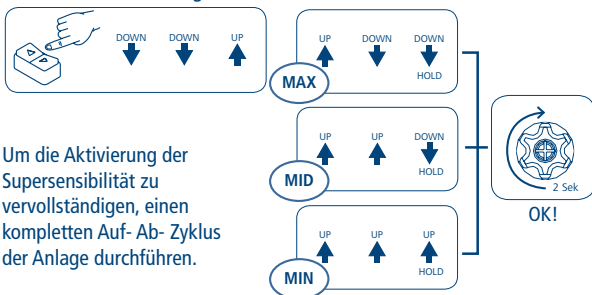 DOWN DOWN UP
UP DOWN DOWN
HOLD
MAX
UP UP DOWN
HOLD
MID
UP UP UP
HOLD
MIN
2 Sek
OK!
Um die Aktivierung der
Supersensibilität zu
vervollständigen, einen
kompletten Auf- Ab- Zyklus
der Anlage durchführen.